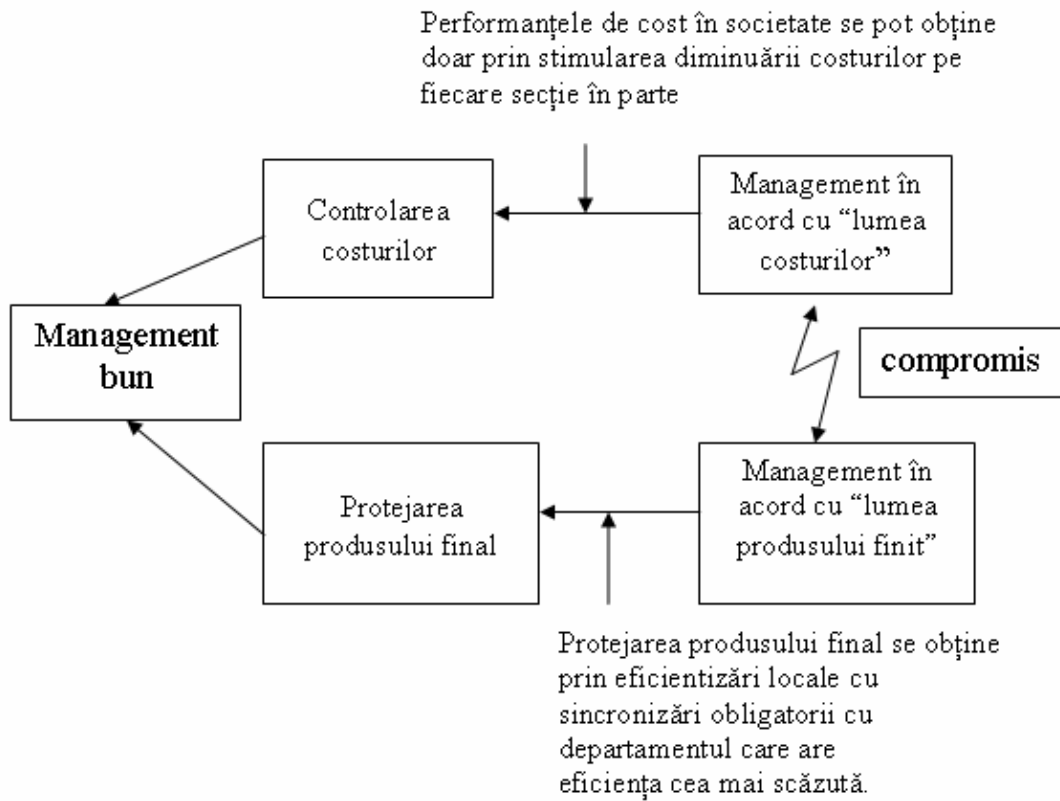 Performanțele de cost în societate se pot obține
doar prin stimularea diminuării costurilor pe
fiecare secție în parte
Controlarea
costurilor
Management în
acord cu “lumea
costurilor”
Management
bun
compromis
Protejarea
produsului final
Management în
acord cu “lumea
produsului finit“
Protejarea produsului final se obține
prin eficientizări locale cu
sincronizări obligatorii cu
departamentul care are
eficiența cea mai scăzută.